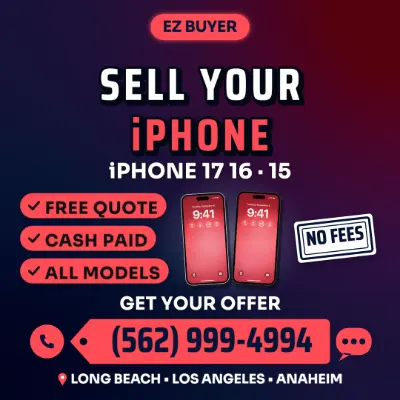 EZ BUYER
SELL YOUR
iPHONE
iPHONE 17 16 · 15
✓ FREE QUOTE
✓ CASH PAID
✓ ALL MODELS
9:41
9:41
NO FEES
GET YOUR OFFER
(562) 999-4994
LONG BEACH • LOS ANGELES • ANAHEIM